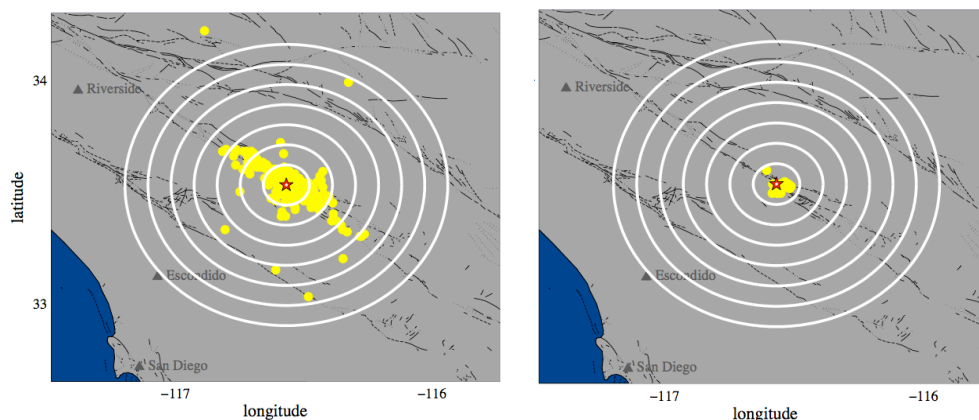 34
33
latitude
Riverside
Escondido
San Diego
−117
−116
longitude
Riverside
Escondido
San Diego
−117
−116
longitude